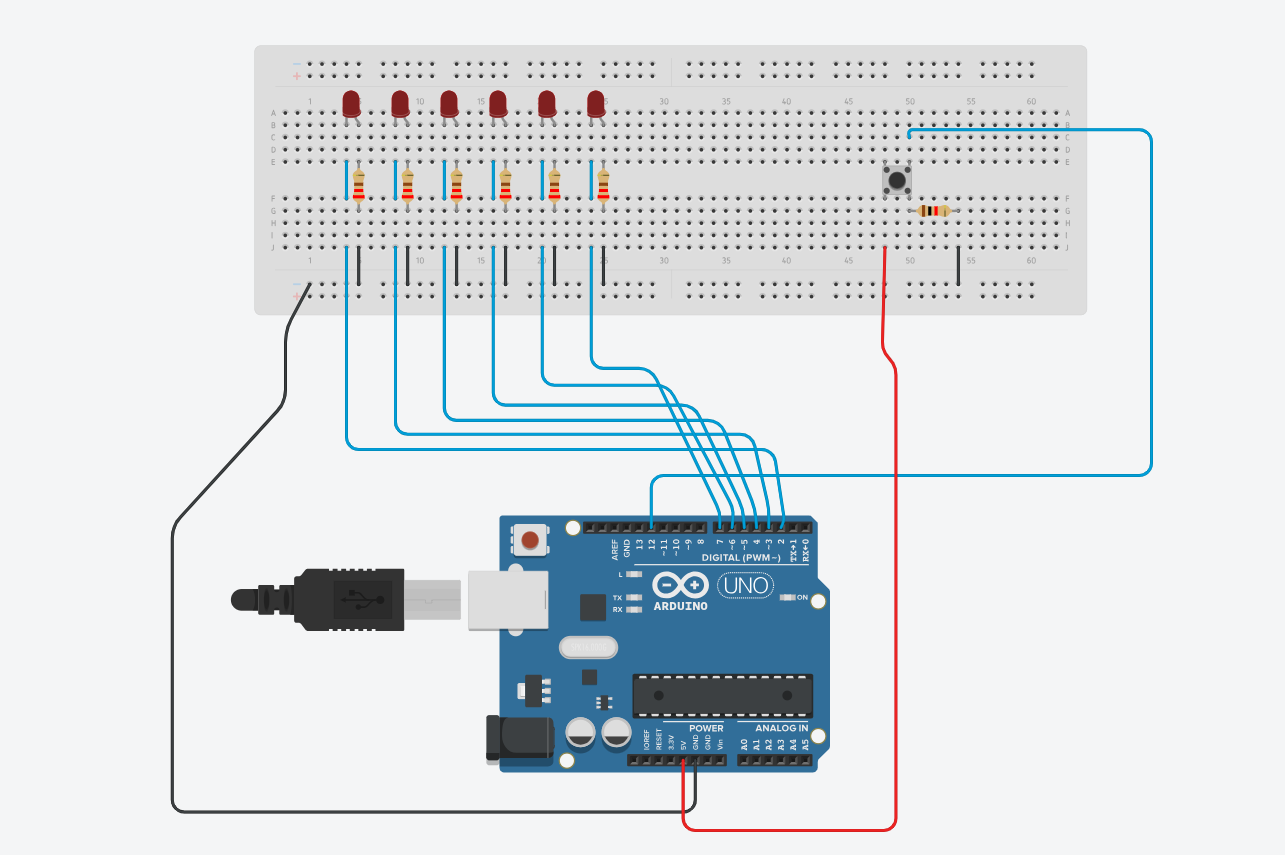 − −
+
1 5 10 15 20 25 30 35 40 45 50 55 60
A A
B B
C C
D D
E E
F F
G G
H H
I I
J J
1 5 10 15 20 25 30 35 40 45 50 55 60
−
+
AREF GND 13 12 ~11 ~10 ~9 8 7 ~6 ~5 4 ~3 2 TX→1 RX←0
DIGITAL (PWM~)
L
UNO
TX
RX
ARDUINO
ON
POWER ANALOG IN
IOREF RESET 3.3V 5V GND GND Vin A0 A1 A2 A3 A4 A5